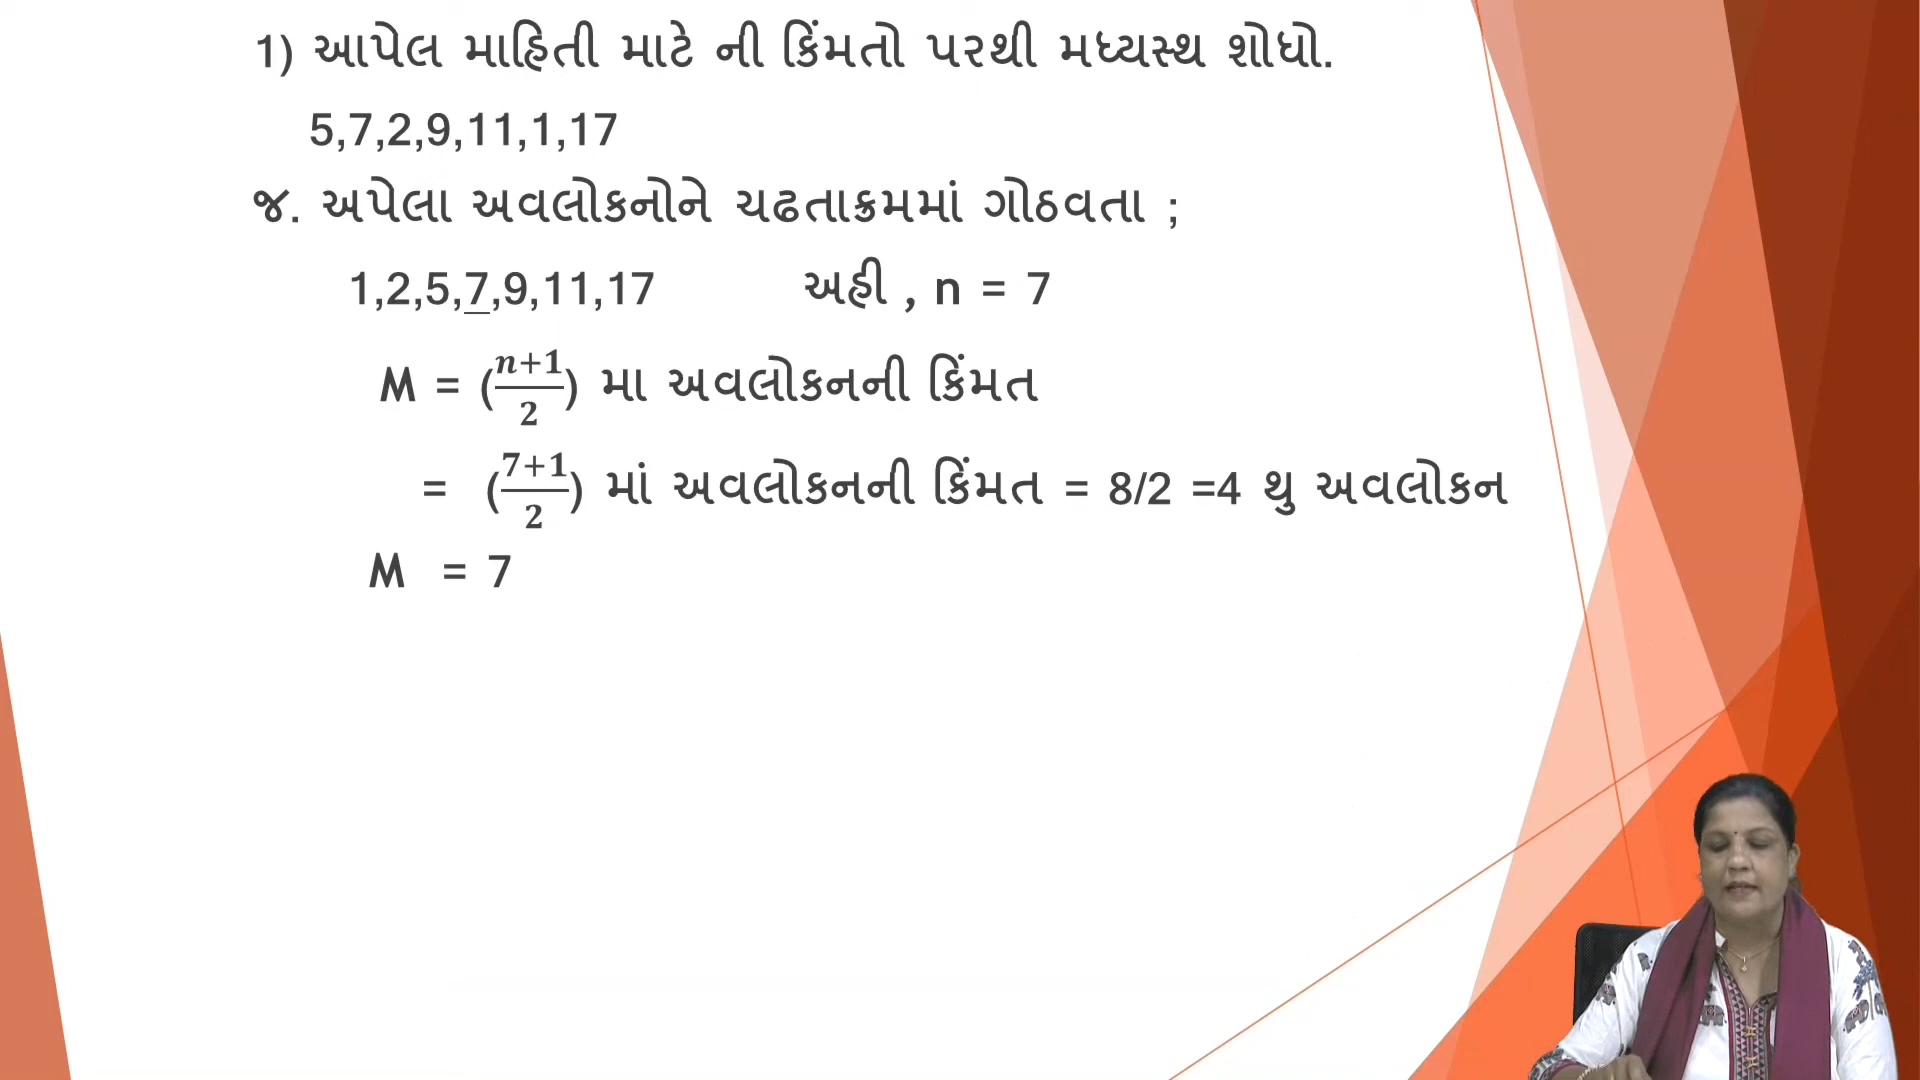 1) આપેલ માહિતી માટે ની કિંમતો પરથી મધ્યસ્થ શોધો.
5,7,2,9,11,1,17
જ. અપેલા અવલોકનોને ચઢતાક્રમમાં ગોઠવતા ;
1,2,5,7,9,11,17 અહી , n = 7
M = (\frac{n+1}{2}) મા અવલોકનની કિંમત
= (\frac{7+1}{2}) માં અવલોકનની કિંમત = 8/2 =4 થુ અવલોકન
M = 7